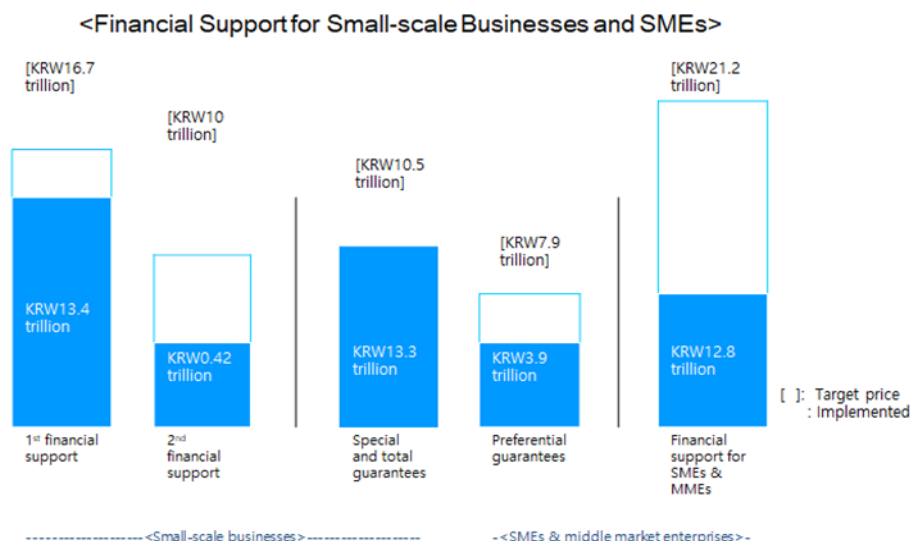 <Financial Support for Small-scale Businesses and SMEs>
[KRW16.7
trillion]
[KRW10
trillion]
[KRW10.5
trillion]
[KRW7.9
trillion]
[KRW21.2
trillion]
KRW13.4
trillion
KRW0.42
trillion
KRW13.3
trillion
KRW3.9
trillion
KRW12.8
trillion
[ ]: Target price
: Implemented
1st financial
support
2nd
financial
support
Special
and total
guarantees
Preferential
guarantees
Financial
support for
SMEs &
MMEs
--------------------<Small-scale businesses>--------------------
-<SMEs & middle market enterprises>-